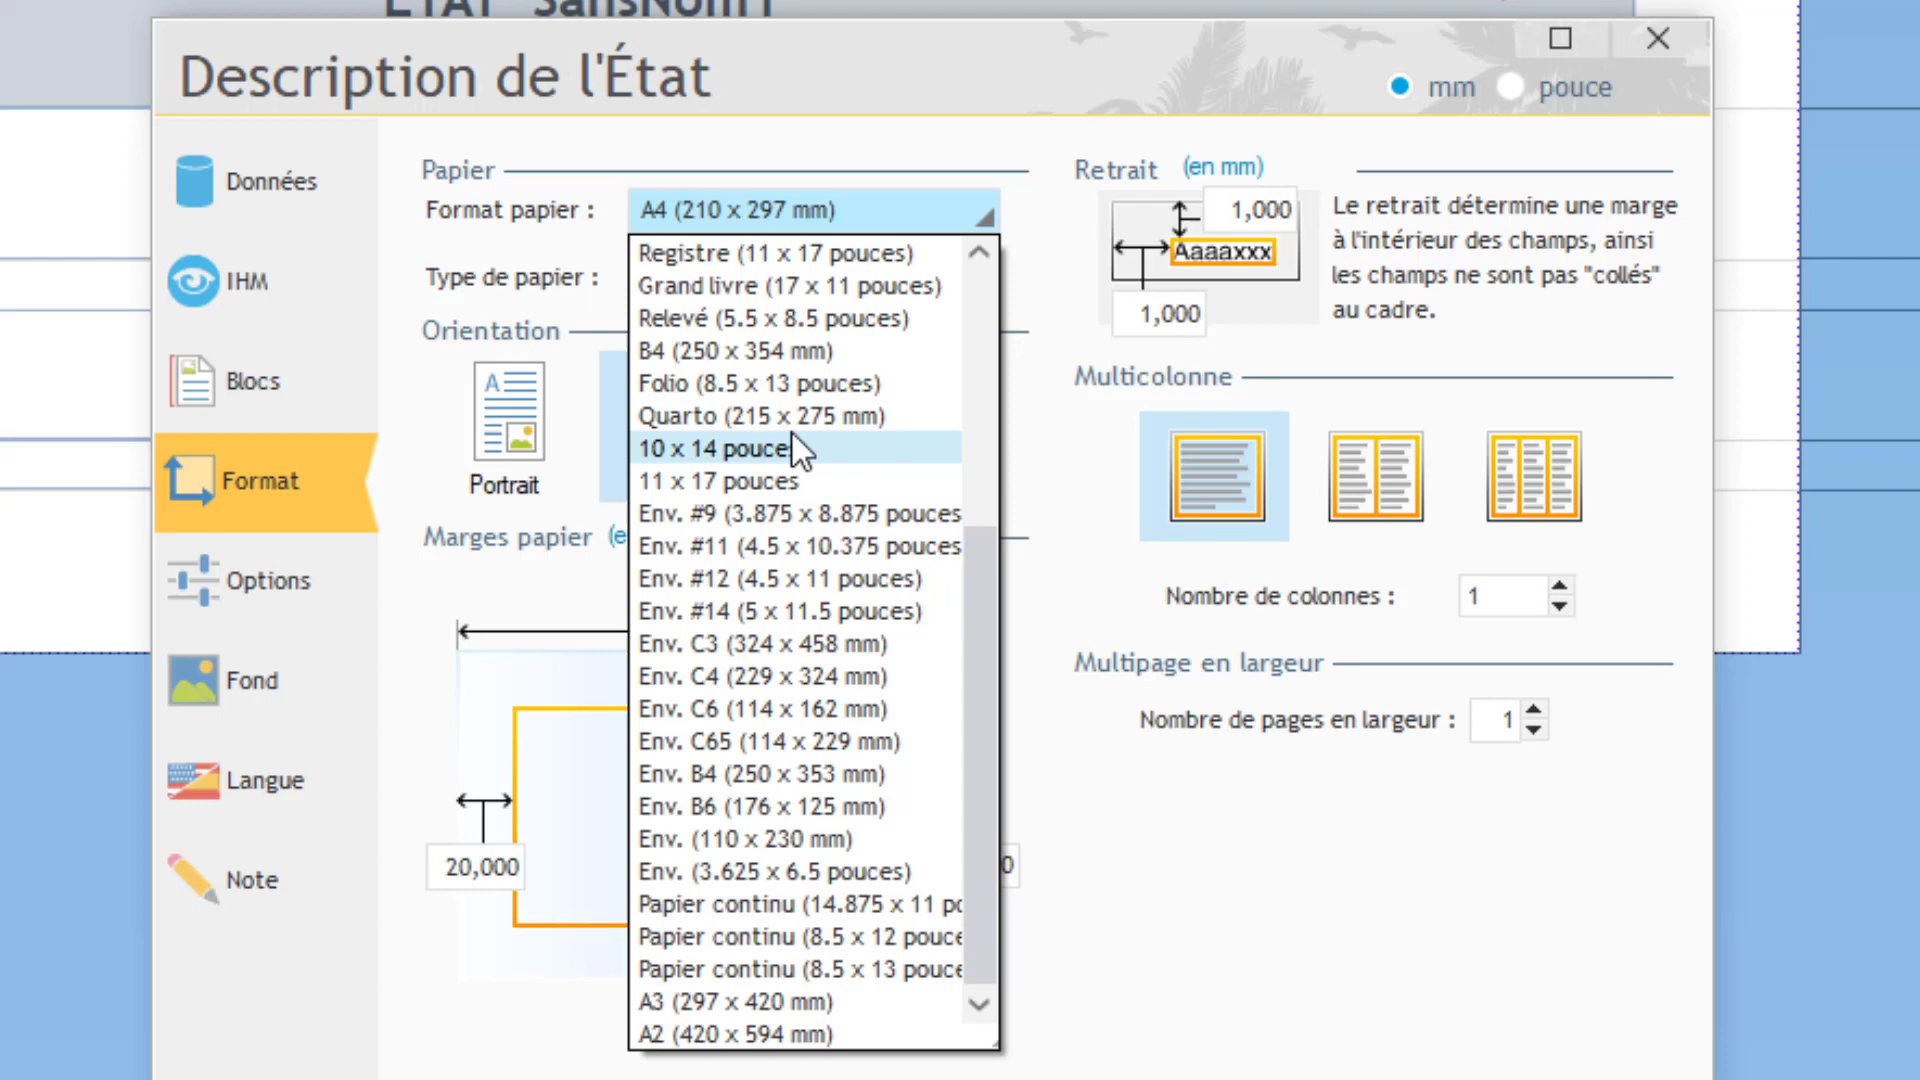 ÉTAT SansNom1
Description de l'État
mm
pouce
Données
IHM
Blocs
Format
Options
Fond
Langue
Note
Papier
Format papier :
A4 (210 x 297 mm)
Type de papier :
Registre (11 x 17 pouces)
Grand livre (17 x 11 pouces)
Relevé (5.5 x 8.5 pouces)
B4 (250 x 354 mm)
Folio (8.5 x 13 pouces)
Quarto (215 x 275 mm)
10 x 14 pouces
11 x 17 pouces
Env. #9 (3.875 x 8.875 pouces
Env. #11 (4.5 x 10.375 pouces
Env. #12 (4.5 x 11 pouces)
Env. #14 (5 x 11.5 pouces)
Env. C3 (324 x 458 mm)
Env. C4 (229 x 324 mm)
Env. C6 (114 x 162 mm)
Env. C65 (114 x 229 mm)
Env. B4 (250 x 353 mm)
Env. B6 (176 x 125 mm)
Env. (110 x 230 mm)
Env. (3.625 x 6.5 pouces)
Papier continu (14.875 x 11 po
Papier continu (8.5 x 12 pouce
Papier continu (8.5 x 13 pouce
A3 (297 x 420 mm)
A2 (420 x 594 mm)
Orientation
A
Portrait
Marges papier (e
20,000
0
Retrait (en mm)
1,000
Aaaaxxx
1,000
Le retrait détermine une marge
à l'intérieur des champs, ainsi
les champs ne sont pas "collés"
au cadre.
Multicolonne
Nombre de colonnes : 1
Multipage en largeur
Nombre de pages en largeur : 1